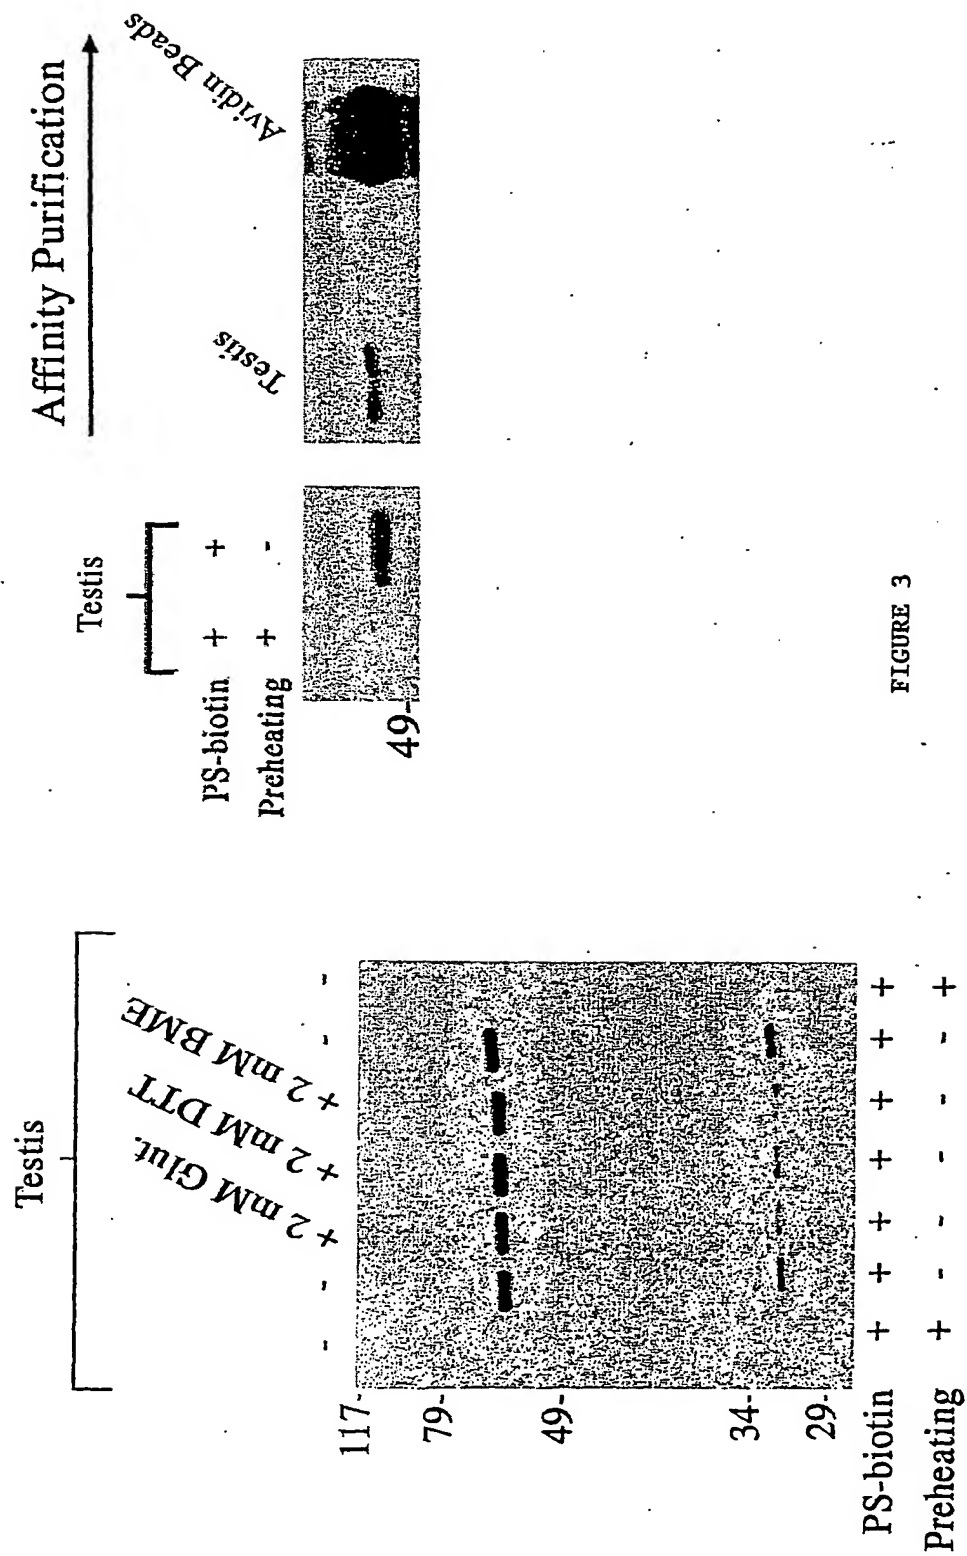 Testis
- - + 2 mM Glut. + 2 mM DTT + 2 mM BME - -
117-
79-
49-
34-
29-
PS-biotin + + + + + + +
Preheating + - - - - - +
Affinity Purification
Testis
PS-biotin + +
Preheating + -
49-
Testis
Avidin Beads
FIGURE 3